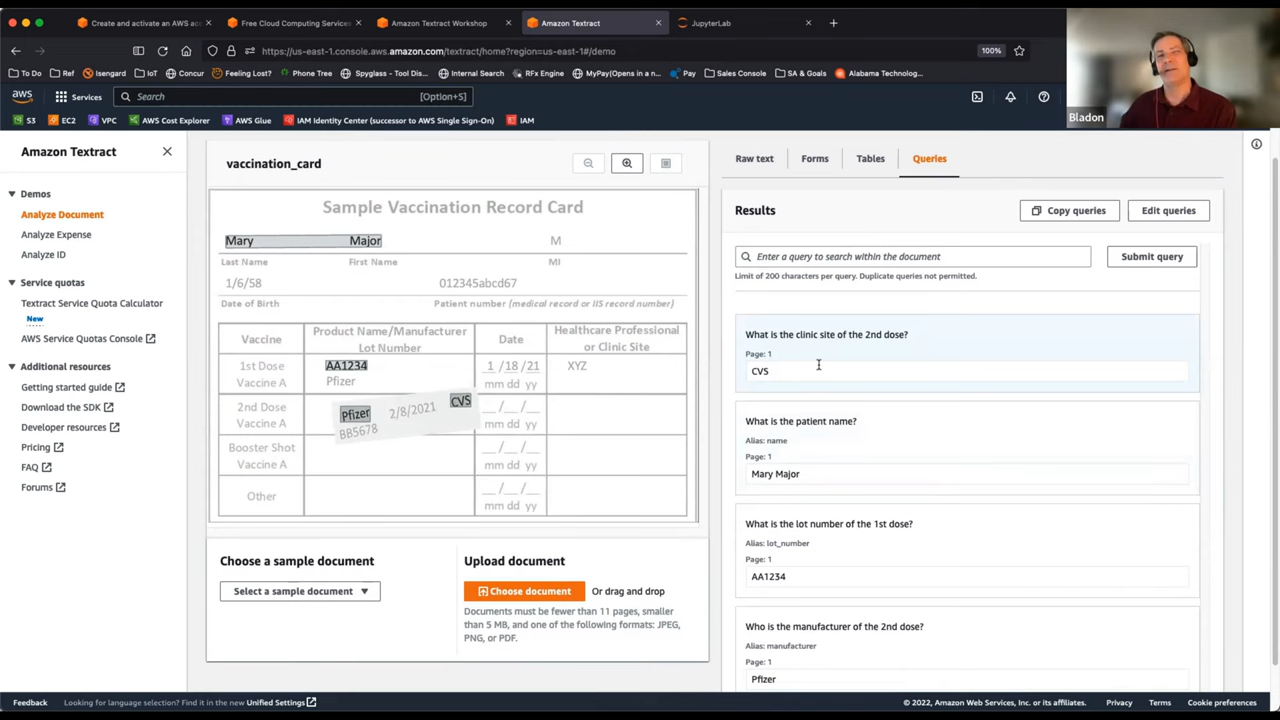 Create and activate an AWS acc
Free Cloud Computing Services
Amazon Textract Workshop
Amazon Textract
JupyterLab
https://us-east-1.console.aws.amazon.com/textract/home?region=us-east-1#/demo
100%
To Do
Ref
Isengard
IoT
Concur
Feeling Lost?
Phone Tree
Spyglass - Tool Dis...
Internal Search
RFx Engine
MyPay(Opens in a n...
Pay
Sales Console
SA & Goals
Alabama Technolog...
Bladon
aws
Services
Search
[Option+S]
S3
EC2
VPC
AWS Cost Explorer
AWS Glue
IAM Identity Center (successor to AWS Single Sign-On)
IAM
Amazon Textract
Demos
Analyze Document
Analyze Expense
Analyze ID
Service quotas
Textract Service Quota Calculator
New
AWS Service Quotas Console
Additional resources
Getting started guide
Download the SDK
Developer resources
Pricing
FAQ
Forums
vaccination_card
Sample Vaccination Record Card
Mary Major M
Last Name First Name MI
1/6/58 012345abcd67
Date of Birth Patient number (medical record or IIS record number)
Vaccine
Product Name/Manufacturer
Lot Number
Date
Healthcare Professional
or Clinic Site
1st Dose
Vaccine A
AA1234
Pfizer
1 /18 /21
mm dd yy
XYZ
2nd Dose
Vaccine A
Pfizer 2/8/2021 CVS
BB5678
__/__/__
mm dd yy
Booster Shot
Vaccine A
__/__/__
mm dd yy
Other
__/__/__
mm dd yy
Choose a sample document
Select a sample document
Upload document
Choose document
Or drag and drop
Documents must be fewer than 11 pages, smaller
than 5 MB, and one of the following formats: JPEG,
PNG, or PDF.
Raw text
Forms
Tables
Queries
Results
Copy queries
Edit queries
Enter a query to search within the document
Submit query
Limit of 200 characters per query. Duplicate queries not permitted.
What is the clinic site of the 2nd dose?
Page: 1
CVS
What is the patient name?
Alias: name
Page: 1
Mary Major
What is the lot number of the 1st dose?
Alias: lot_number
Page: 1
AA1234
Who is the manufacturer of the 2nd dose?
Alias: manufacturer
Page: 1
Pfizer
Feedback
Looking for language selection? Find it in the new Unified Settings
© 2022, Amazon Web Services, Inc. or its affiliates.
Privacy
Terms
Cookie preferences